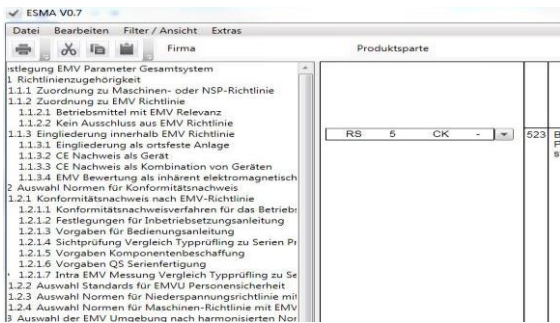 ESMA V0.7
Datei Bearbeiten Filter / Ansicht Extras
Firma Produktsparte
stlegung EMV Parameter Gesamtsystem
1 Richtlinienzugehörigkeit
1.1.1 Zuordnung zu Maschinen- oder NSP-Richtlinie
1.1.2 Zuordnung zu EMV Richtlinie
1.1.2.1 Betriebsmittel mit EMV Relevanz
1.1.2.2 Kein Ausschluss aus EMV Richtlinie
1.1.3 Eingliederung innerhalb EMV Richtlinie
RS 5 CK - 523 B
1.1.3.1 Eingliederung als ortsfeste Anlage
P
1.1.3.2 CE Nachweis als Gerät
s
1.1.3.3 CE Nachweis als Kombination von Geräten
1.1.3.4 EMV Bewertung als inhärent elektromagnetisch
2 Auswahl Normen für Konformitätsnachweis
1.2.1 Konformitätsnachweis nach EMV-Richtlinie
1.2.1.1 Konformitätsnachweisverfahren für das Betriebs
1.2.1.2 Festlegungen für Inbetriebsetzungsanleitung
1.2.1.3 Vorgaben für Bedienungsanleitung
1.2.1.4 Sichtprüfung Vergleich Typprüfling zu Serien Pr
1.2.1.5 Vorgaben Komponentenbeschaffung
1.2.1.6 Vorgaben QS Serienfertigung
1.2.1.7 Intra EMV Messung Vergleich Typprüfling zu Se
1.2.2 Auswahl Standards für EMVU Personensicherheit
1.2.3 Auswahl Normen für Niederspannungsrichtlinie mit
1.2.4 Auswahl Normen für Maschinen-Richtlinie mit EMV
3 Auswahl der EMV Umgebung nach harmonisierten Nor